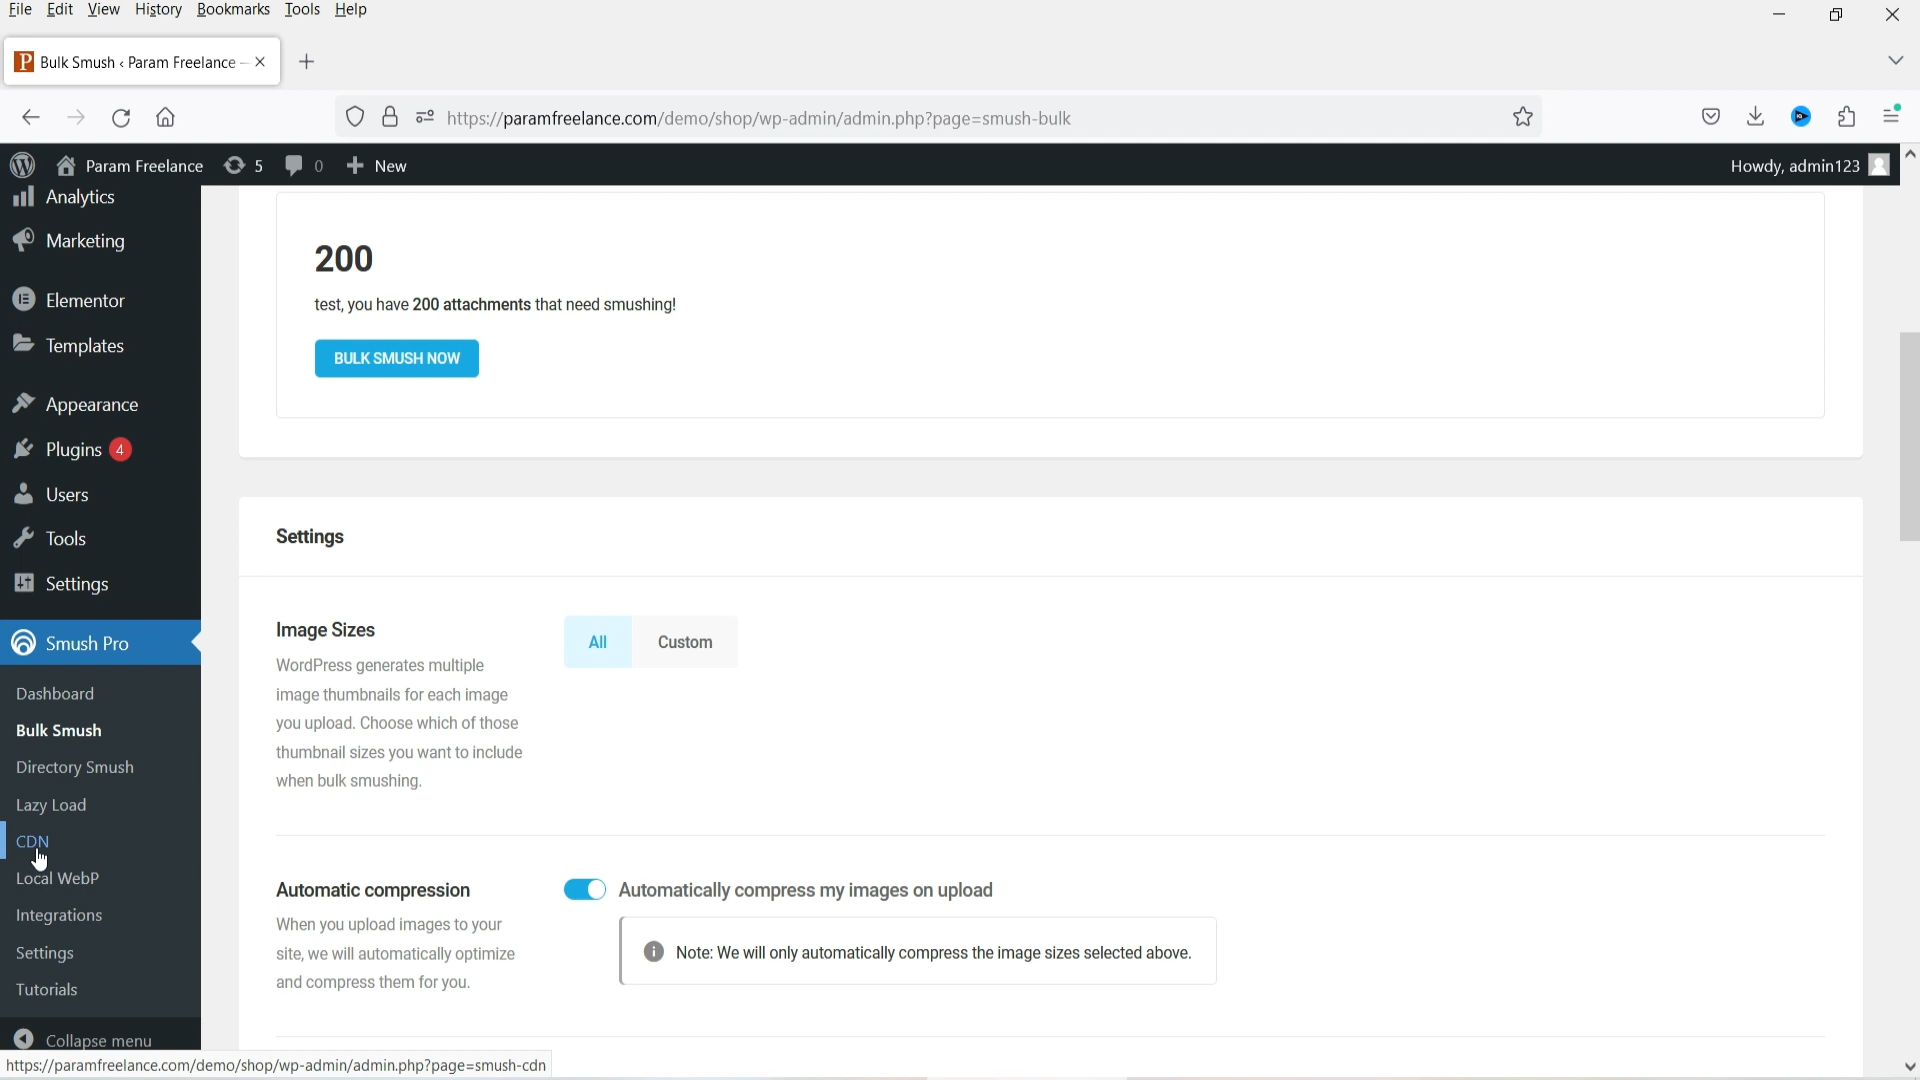 File Edit View History Bookmarks Tools Help
P Bulk Smush ‹ Param Freelance —
https://paramfreelance.com/demo/shop/wp-admin/admin.php?page=smush-bulk
Param Freelance 5 0 New
Howdy, admin123
Analytics
Marketing
Elementor
Templates
Appearance
Plugins 4
Users
Tools
Settings
Smush Pro
Dashboard
Bulk Smush
Directory Smush
Lazy Load
CDN
Local WebP
Integrations
Settings
Tutorials
Collapse menu
200
test, you have 200 attachments that need smushing!
BULK SMUSH NOW
Settings
Image Sizes
WordPress generates multiple
image thumbnails for each image
you upload. Choose which of those
thumbnail sizes you want to include
when bulk smushing.
All Custom
Automatic compression
When you upload images to your
site, we will automatically optimize
and compress them for you.
Automatically compress my images on upload
Note: We will only automatically compress the image sizes selected above.
https://paramfreelance.com/demo/shop/wp-admin/admin.php?page=smush-cdn